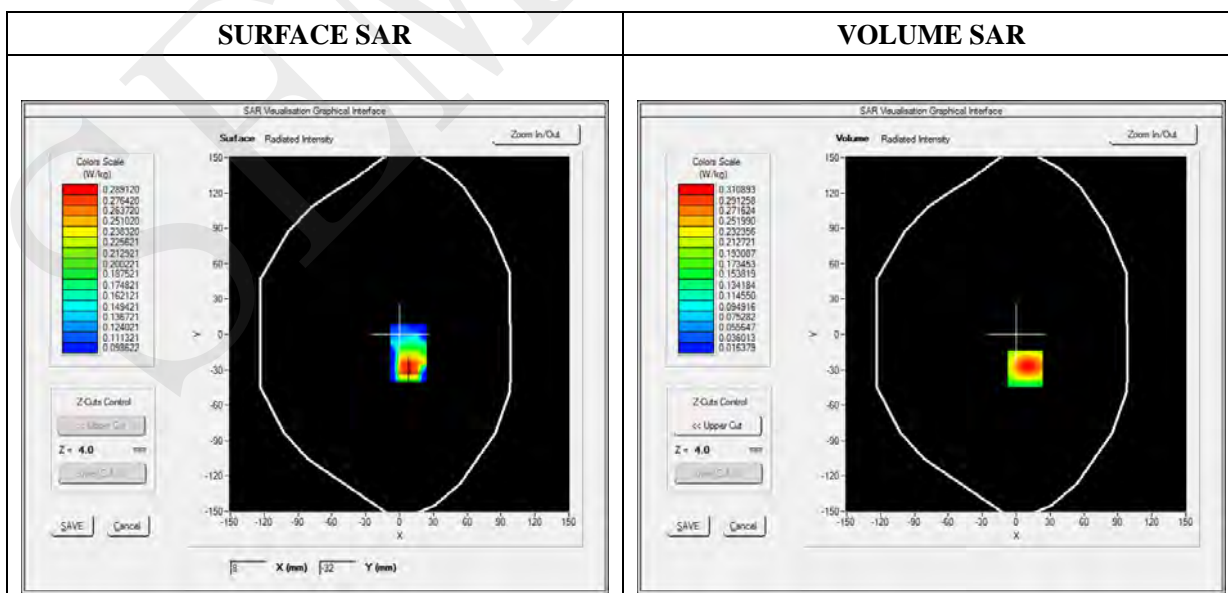 SURFACE SAR
VOLUME SAR
SAR Visualisation Graphical Interface
Surface Radiated Intensity
Zoom In/Out
Colors Scale
(W/kg)
0.289120
0.276420
0.263720
0.251020
0.238320
0.225621
0.212921
0.200221
0.187521
0.174821
0.162121
0.149421
0.136721
0.124021
0.111321
0.098622
Z-Cuts Control
<< Upper Cut
Z = 4.0 mm
SAVE Cancel
150
120
90
60
30
0
-30
-60
-90
-120
-150
Y
-150 -120 -90 -60 -30 0 30 60 90 120 150
X
8 X (mm) -32 Y (mm)
SAR Visualisation Graphical Interface
Volume Radiated Intensity
Zoom In/Out
Colors Scale
(W/kg)
0.310893
0.291258
0.271624
0.251990
0.232356
0.212721
0.193087
0.173453
0.153819
0.134184
0.114550
0.094916
0.075282
0.055647
0.036013
0.016379
Z-Cuts Control
<< Upper Cut
Z = 4.0 mm
SAVE Cancel
150
120
90
60
30
0
-30
-60
-90
-120
-150
Y
-150 -120 -90 -60 -30 0 30 60 90 120 150
X